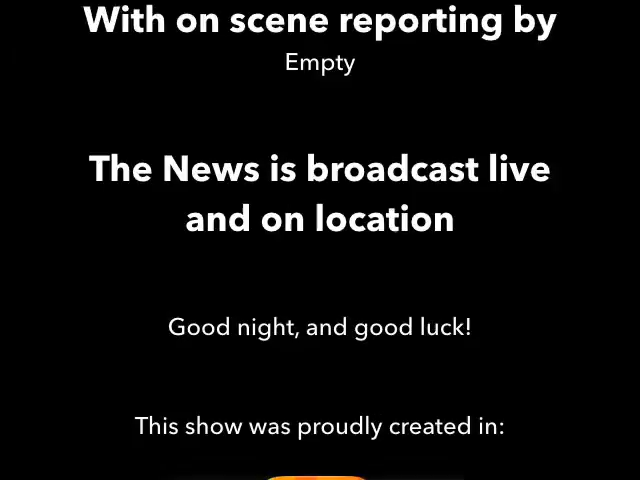 With on scene reporting by
Empty
The News is broadcast live
and on location
Good night, and good luck!
This show was proudly created in: